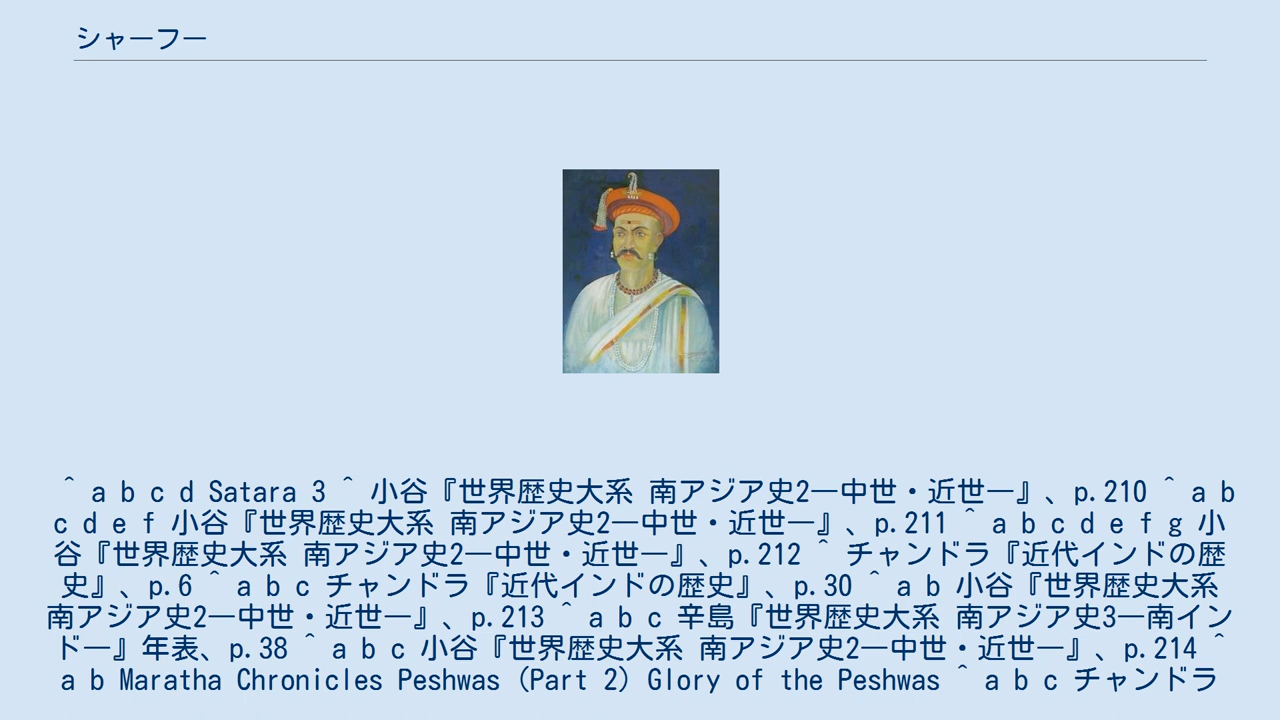 シャーフー
^ a b c d Satara 3 ^ 小谷『世界歴史大系 南アジア史2―中世・近世―』、p.210 ^ a b
c d e f 小谷『世界歴史大系 南アジア史2―中世・近世―』、p.211 ^ a b c d e f g 小
谷『世界歴史大系 南アジア史2―中世・近世―』、p.212 ^ チャンドラ『近代インドの歴
史』、p.6 ^ a b c チャンドラ『近代インドの歴史』、p.30 ^ a b 小谷『世界歴史大系
南アジア史2―中世・近世―』、p.213 ^ a b c 辛島『世界歴史大系 南アジア史3―南イン
ド―』年表、p.38 ^ a b c 小谷『世界歴史大系 南アジア史2―中世・近世―』、p.214 ^
a b Maratha Chronicles Peshwas (Part 2) Glory of the Peshwas ^ a b c チャンドラ